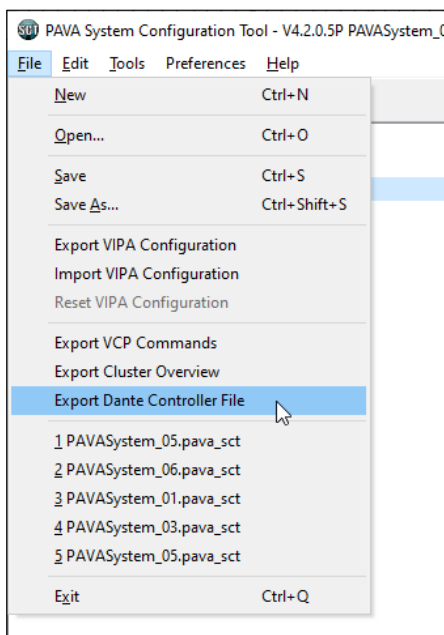 SCT PAVA System Configuration Tool - V4.2.0.5P PAVASystem_0
File Edit Tools Preferences Help
New Ctrl+N
Open... Ctrl+O
Save Ctrl+S
Save As... Ctrl+Shift+S
Export VIPA Configuration
Import VIPA Configuration
Reset VIPA Configuration
Export VCP Commands
Export Cluster Overview
Export Dante Controller File
1 PAVASystem_05.pava_sct
2 PAVASystem_06.pava_sct
3 PAVASystem_01.pava_sct
4 PAVASystem_03.pava_sct
5 PAVASystem_05.pava_sct
Exit Ctrl+Q